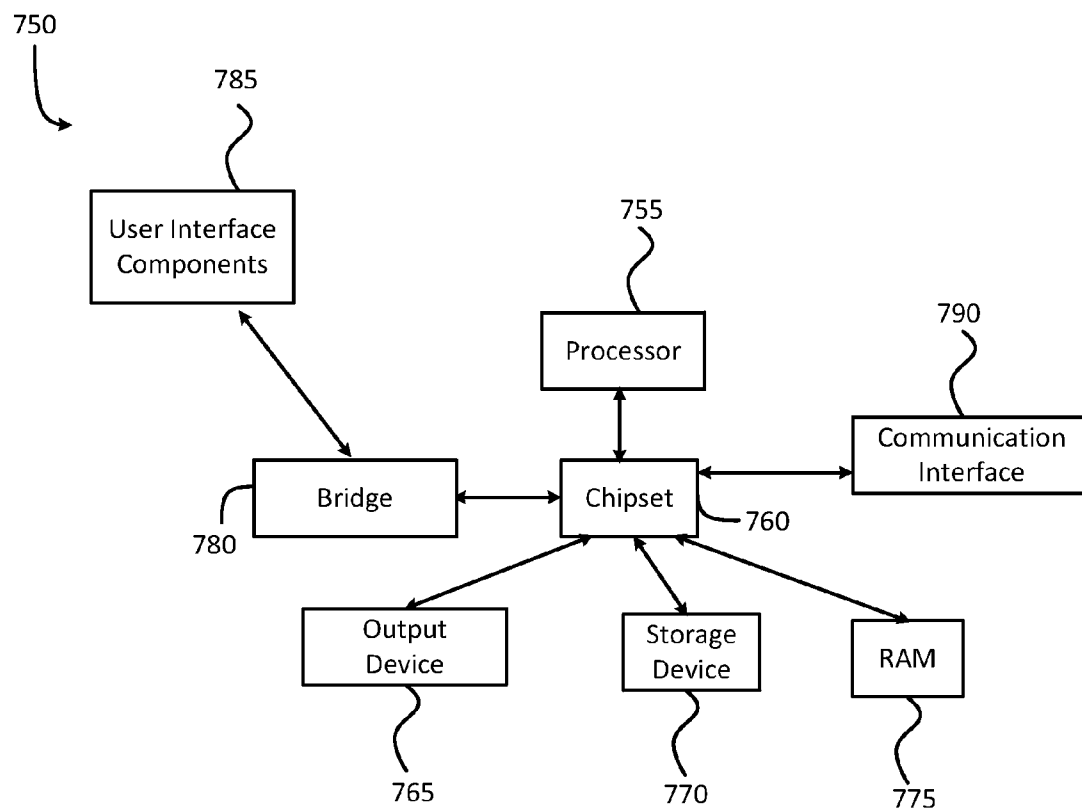 750
785
User Interface
Components
755
Processor
790
Communication
Interface
Bridge
780
Chipset
760
Output
Device
765
Storage
Device
770
RAM
775